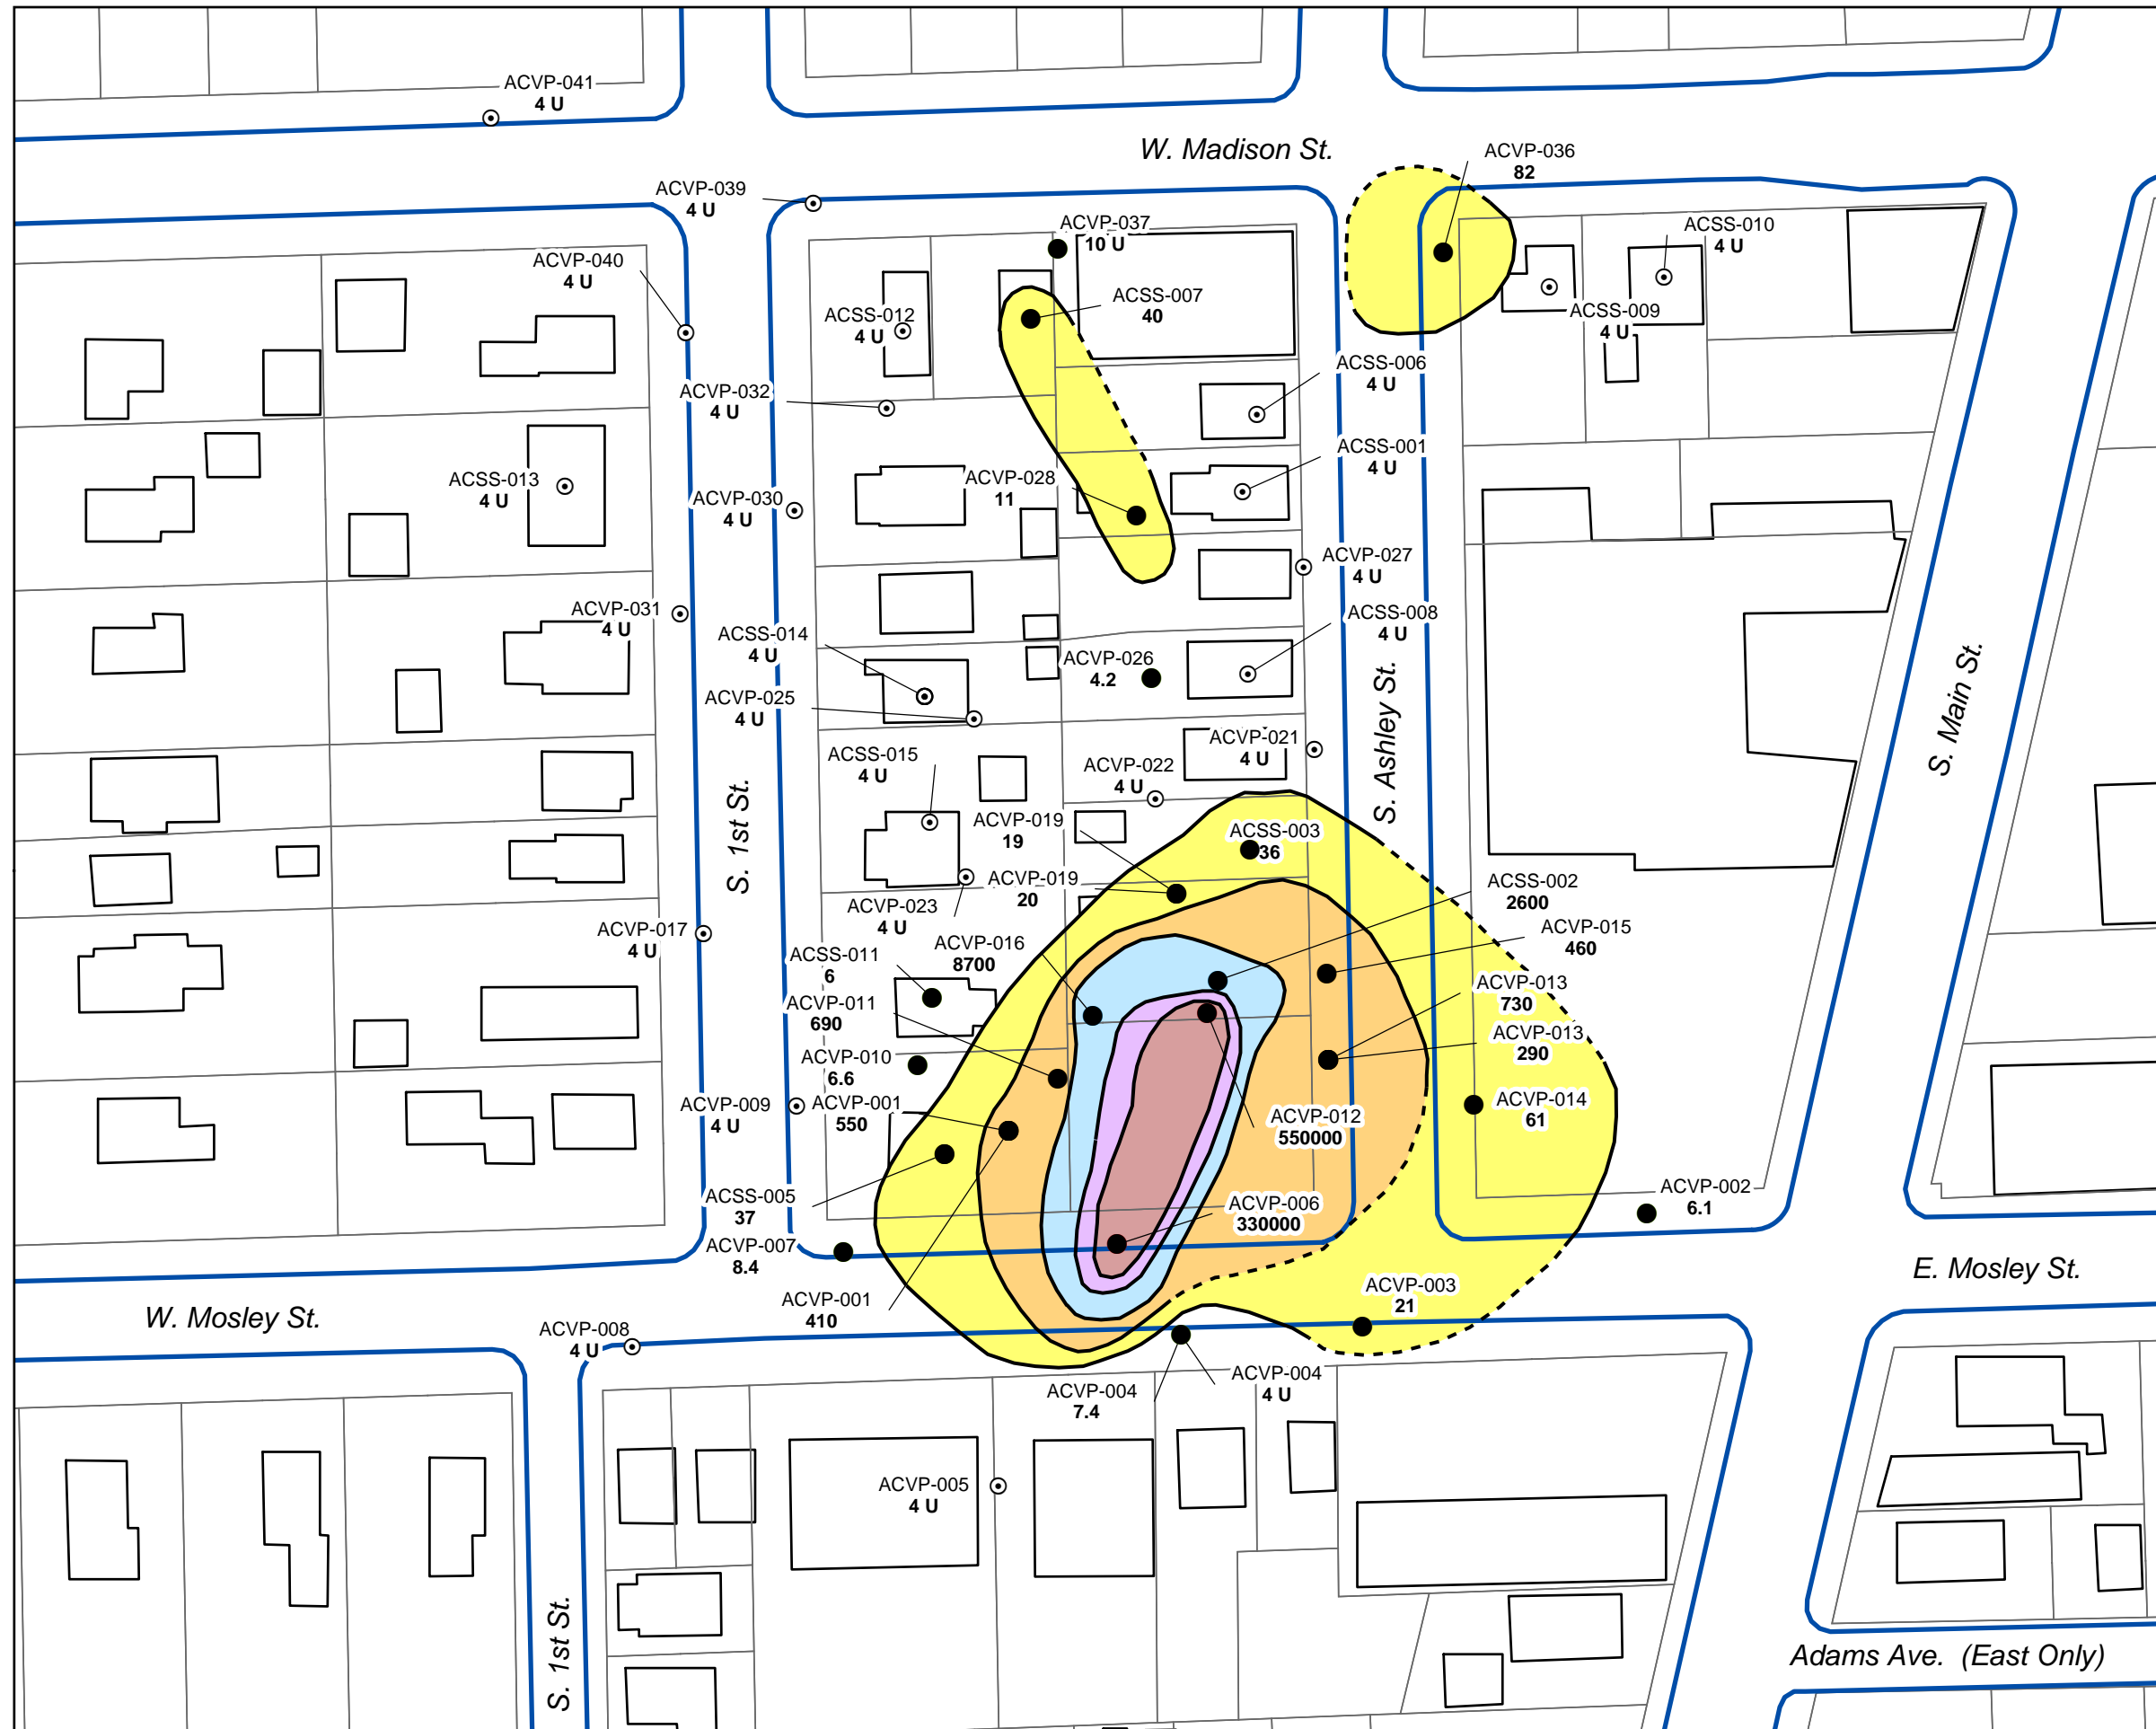 ACVP-041
4 U
W. Madison St.
ACVP-036
82
ACVP-039
4 U
ACVP-037
10 U
ACSS-010
4 U
ACVP-040
4 U
ACSS-007
40
ACSS-012
4 U
ACSS-009
4 U
ACSS-006
4 U
ACVP-032
4 U
ACSS-001
4 U
ACSS-013
4 U
ACVP-028
11
ACVP-030
4 U
ACVP-027
4 U
ACVP-031
4 U
ACSS-008
4 U
ACSS-014
4 U
ACVP-026
4.2
ACVP-025
4 U
S. Ashley St.
S. Main St.
ACVP-021
4 U
ACSS-015
4 U
ACVP-022
4 U
S. 1st St.
ACVP-019
19
ACSS-003
36
ACVP-019
20
ACSS-002
2600
ACVP-023
4 U
ACVP-017
4 U
ACVP-015
460
ACVP-016
8700
ACSS-011
6
ACVP-013
730
ACVP-011
690
ACVP-013
290
ACVP-010
6.6
ACVP-009
4 U
ACVP-001
550
ACVP-014
61
ACVP-012
550000
ACSS-005
37
ACVP-002
6.1
ACVP-006
330000
ACVP-007
8.4
E. Mosley St.
ACVP-003
21
ACVP-001
410
W. Mosley St.
ACVP-008
4 U
ACVP-004
4 U
ACVP-004
7.4
ACVP-005
4 U
S. 1st St.
Adams Ave. (East Only)